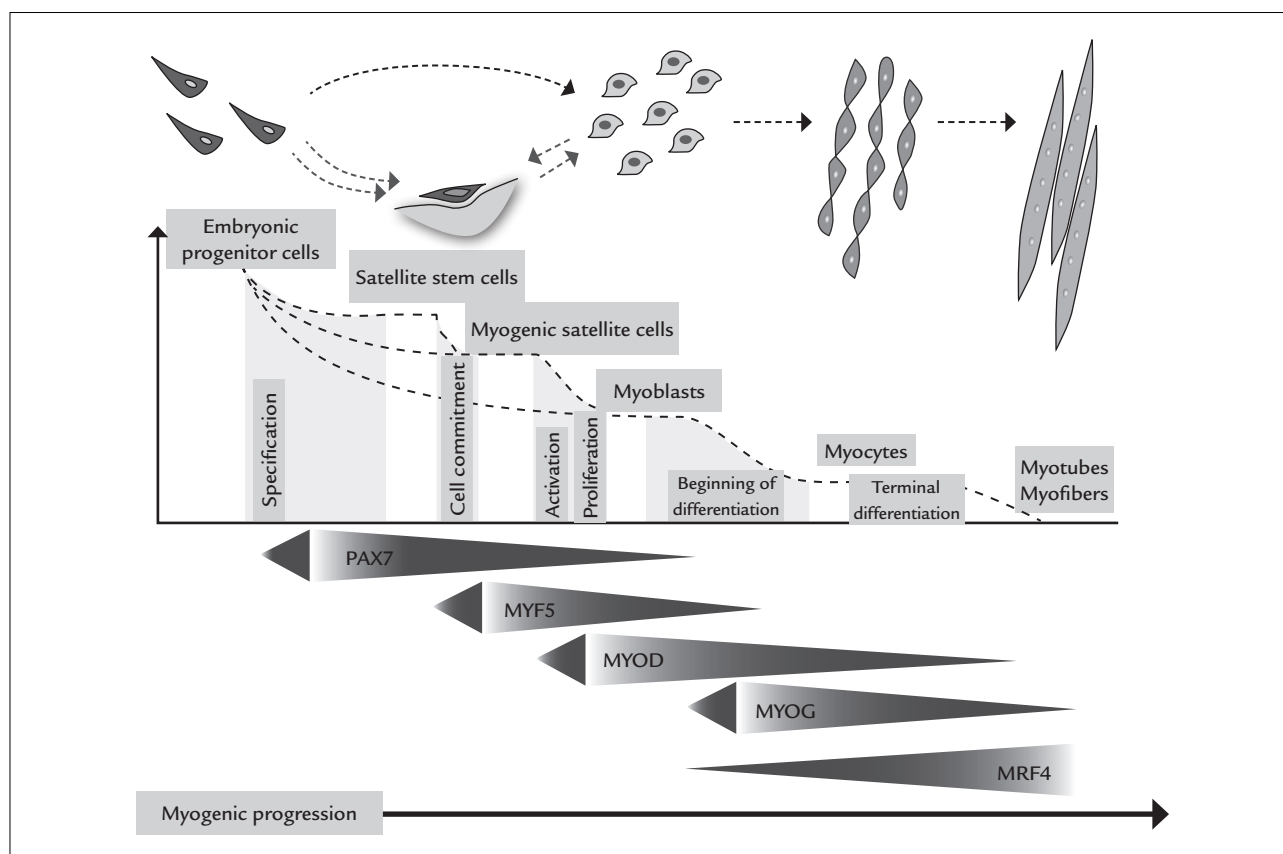 Embryonic
progenitor cells
Satellite stem cells
Myogenic satellite cells
Myoblasts
Specification
Cell commitment
Activation
Proliferation
Beginning of
differentiation
Myocytes
Terminal
differentiation
Myotubes
Myofibers
PAX7
MYF5
MYOD
MYOG
MRF4
Myogenic progression